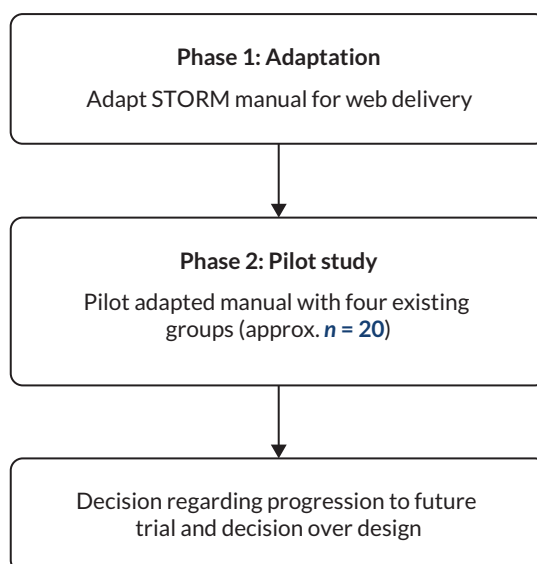 Phase 1: Adaptation
Adapt STORM manual for web delivery
Phase 2: Pilot study
Pilot adapted manual with four existing
groups (approx. n = 20)
Decision regarding progression to future
trial and decision over design